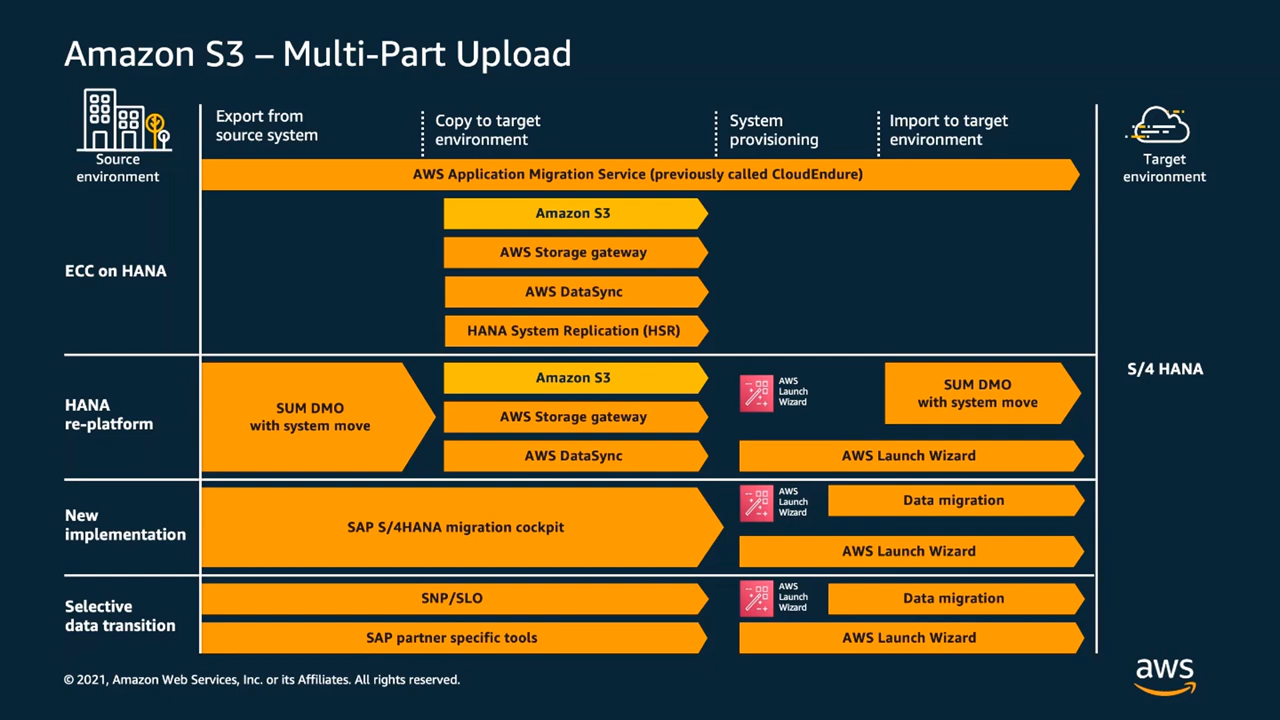 Amazon S3 – Multi-Part Upload
Source
environment
Export from
source system
Copy to target
environment
System
provisioning
Import to target
environment
Target
environment
AWS Application Migration Service (previously called CloudEndure)
ECC on HANA
Amazon S3
AWS Storage gateway
AWS DataSync
HANA System Replication (HSR)
S/4 HANA
HANA
re-platform
SUM DMO
with system move
Amazon S3
AWS Storage gateway
AWS DataSync
AWS
Launch
Wizard
SUM DMO
with system move
AWS Launch Wizard
New
implementation
SAP S/4HANA migration cockpit
AWS
Launch
Wizard
Data migration
AWS Launch Wizard
Selective
data transition
SNP/SLO
SAP partner specific tools
AWS
Launch
Wizard
Data migration
AWS Launch Wizard
© 2021, Amazon Web Services, Inc. or its Affiliates. All rights reserved.
aws